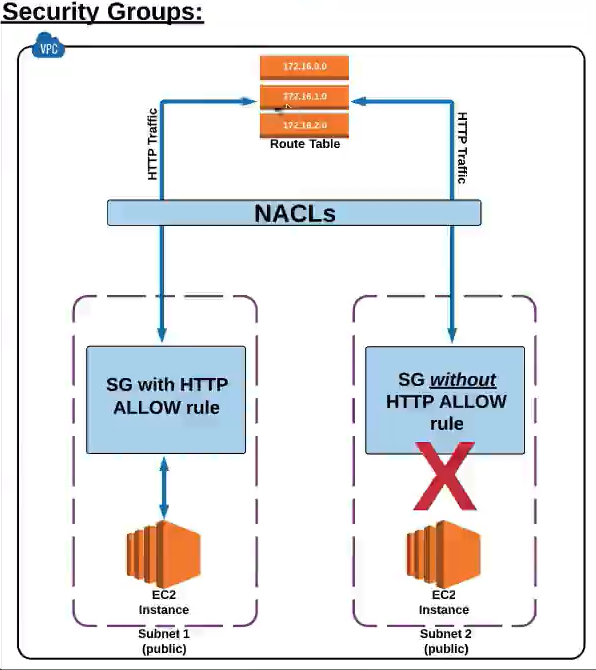 Security Groups:
VPC
172.16.0.0
172.16.1.0
172.16.2.0
Route Table
HTTP Traffic
HTTP Traffic
NACLs
SG with HTTP
ALLOW rule
SG without
HTTP ALLOW
rule
X
EC2
Instance
EC2
Instance
Subnet 1
(public)
Subnet 2
(public)